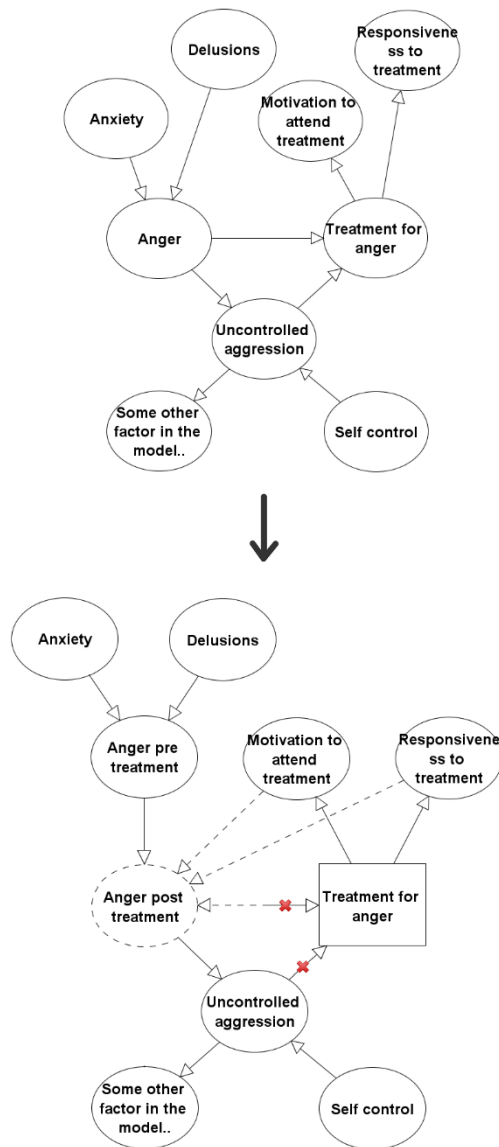 Delusions
Responsivene
ss to
treatment
Motivation to
attend
treatment
Anxiety
Anger
Treatment for
anger
Uncontrolled
aggression
Some other
factor in the
model..
Self control
Anxiety
Delusions
Anger pre
treatment
Motivation to
attend
treatment
Responsivene
ss to
treatment
Anger post
treatment
Treatment for
anger
Uncontrolled
aggression
Some other
factor in the
model..
Self control